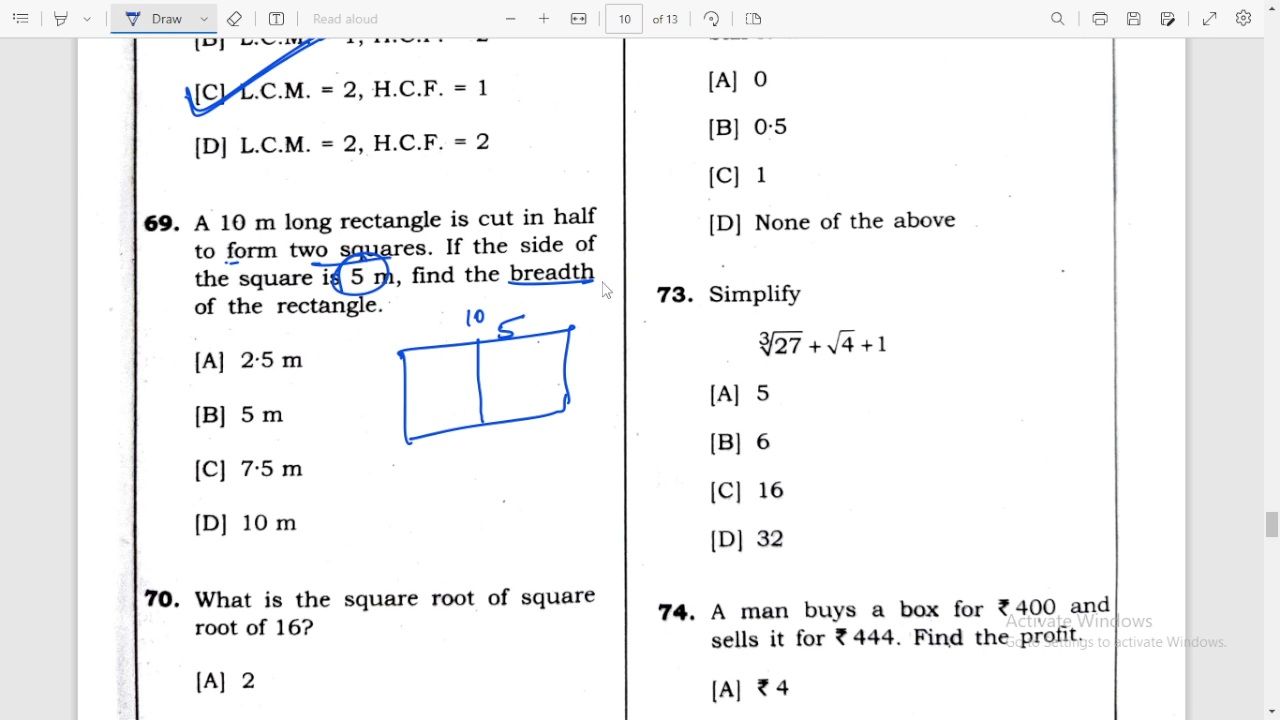 Draw
Read aloud
10 of 13
[C] L.C.M. = 2, H.C.F. = 1
[D] L.C.M. = 2, H.C.F. = 2
69. A 10 m long rectangle is cut in half
to form two squares. If the side of
the square is 5 m, find the breadth
of the rectangle.
10 5
[A] 2·5 m
[B] 5 m
[C] 7·5 m
[D] 10 m
70. What is the square root of square
root of 16?
[A] 2
[A] 0
[B] 0·5
[C] 1
[D] None of the above
73. Simplify
∛27 + √4 + 1
[A] 5
[B] 6
[C] 16
[D] 32
74. A man buys a box for ₹ 400 and
sells it for ₹ 444. Find the profit.
[A] ₹ 4
Activate Windows
Go to Settings to activate Windows.